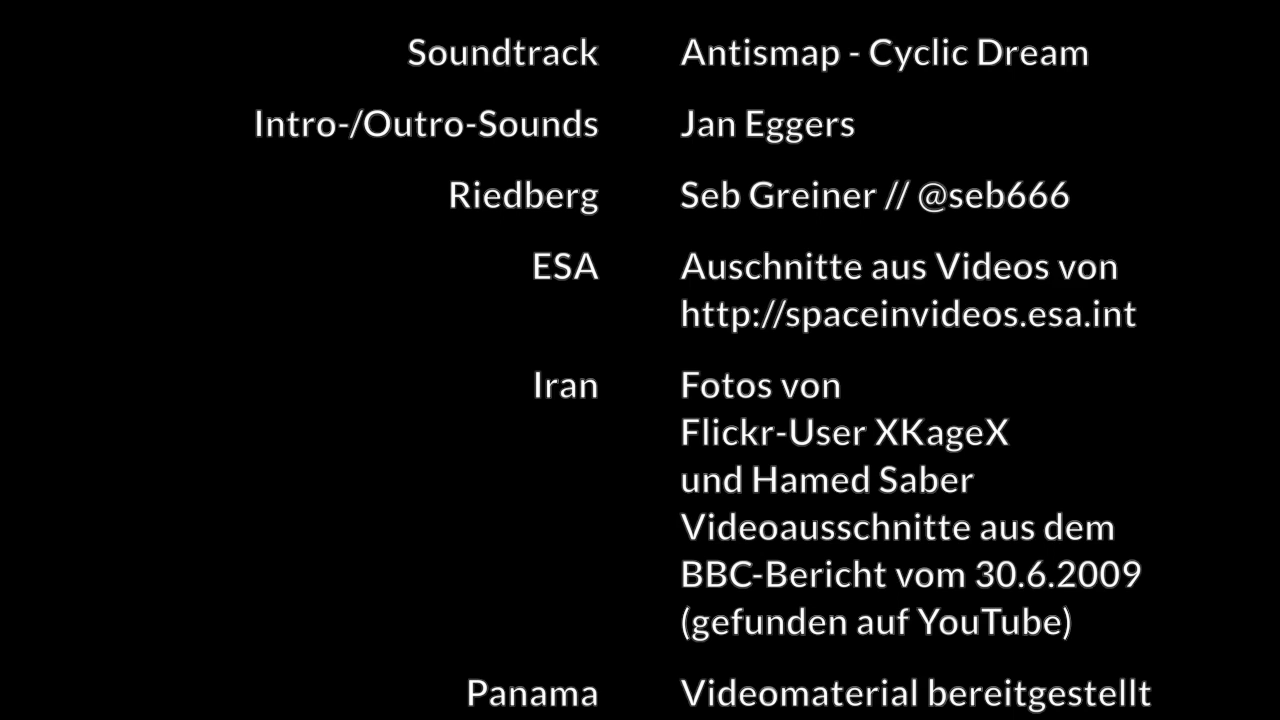 Soundtrack Antismap - Cyclic Dream
Intro-/Outro-Sounds Jan Eggers
Riedberg Seb Greiner // @seb666
ESA Auschnitte aus Videos von
http://spaceinvideos.esa.int
Iran Fotos von
Flickr-User XKageX
und Hamed Saber
Videoausschnitte aus dem
BBC-Bericht vom 30.6.2009
(gefunden auf YouTube)
Panama Videomaterial bereitgestellt